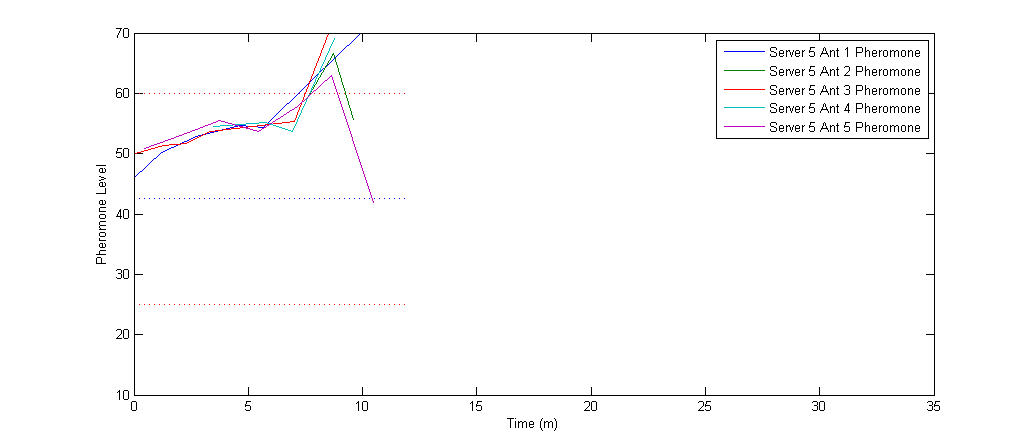 70
60
50
40
30
20
10
Pheromone Level
0
5
10
15
20
25
30
35
Time (m)
Server 5 Ant 1 Pheromone
Server 5 Ant 2 Pheromone
Server 5 Ant 3 Pheromone
Server 5 Ant 4 Pheromone
Server 5 Ant 5 Pheromone